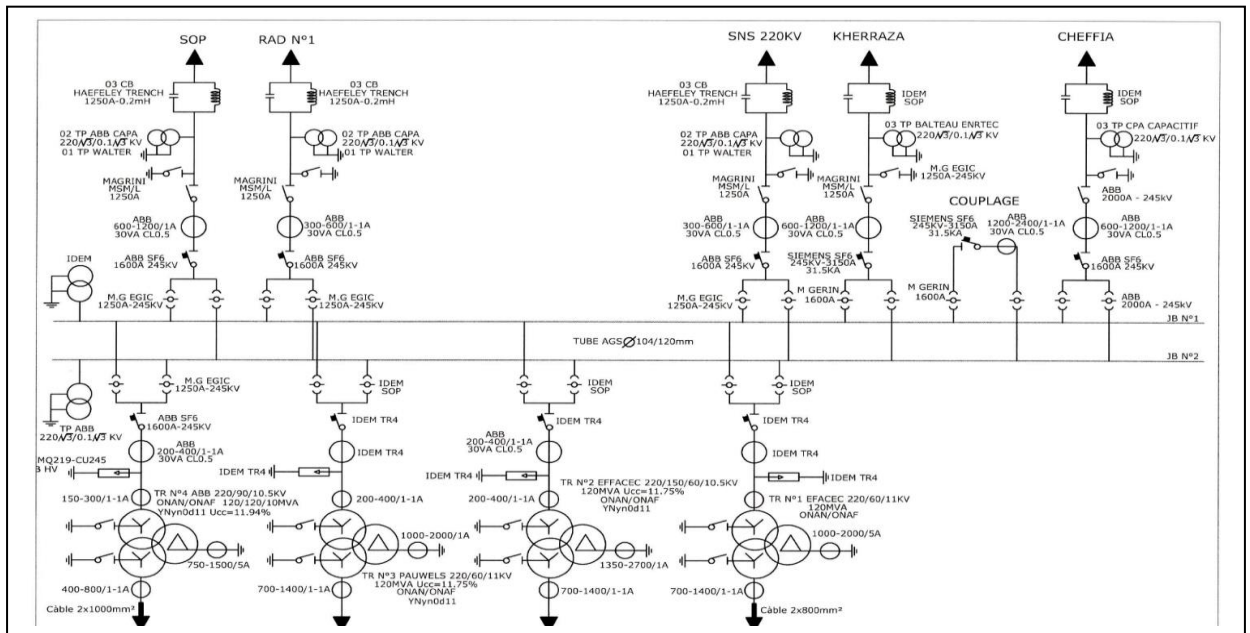 SOP
RAD N°1
SNS 220KV
KHERRAZA
CHEFFIA
03 CB
HAEFELEY TRENCH
1250A-0.2mH
03 CB
HAEFELEY TRENCH
1250A-0.2mH
03 CB
HAEFELEY TRENCH
1250A-0.2mH
IDEM
SOP
IDEM
SOP
02 TP ABB CAPA
220/√3/0.1/√3 KV
01 TP WALTER
02 TP ABB CAPA
220/√3/0.1/√3 KV
01 TP WALTER
02 TP ABB CAPA
220/√3/0.1/√3 KV
01 TP WALTER
03 TP BALTEAU ENRTEC
220/√3/0.1/√3 KV
03 TP CPA CAPACITIF
220/√3/0.1/√3 KV
MAGRINI
MSM/L
1250A
MAGRINI
MSM/L
1250A
MAGRINI
MSM/L
1250A
MAGRINI
MSM/L
1250A
M.G EGIC
1250A-245KV
ABB
2000A - 245kV
COUPLAGE
ABB
600-1200/1A
30VA CL0.5
ABB
300-600/1-1A
30VA CL0.5
ABB
300-600/1-1A
30VA CL0.5
ABB
600-1200/1-1A
30VA CL0.5
SIEMENS SF6
245KV-3150A
31.5KA
ABB
1200-2400/1-1A
30VA CL0.5
ABB
600-1200/1-1A
30VA CL0.5
IDEM
ABB SF6
1600A 245KV
ABB SF6
1600A 245KV
ABB SF6
1600A 245KV
SIEMENS SF6
245KV-3150A
31.5KA
ABB SF6
1600A 245KV
M.G EGIC
1250A-245KV
M.G EGIC
1250A-245KV
M.G EGIC
1250A-245KV
M GERIN
1600A
M GERIN
1600A
ABB
2000A - 245kV
JB N°1
TUBE AGS Ø 104/120mm
JB N°2
M.G EGIC
1250A-245KV
IDEM
SOP
IDEM
SOP
IDEM
SOP
TP ABB
220/√3/0.1/√3 KV
ABB SF6
1600A-245KV
IDEM TR4
IDEM TR4
IDEM TR4
ABB
200-400/1-1A
30VA CL0.5
IDEM TR4
ABB
200-400/1-1A
30VA CL0.5
IDEM TR4
MQ219-CU245
HV
IDEM TR4
IDEM TR4
IDEM TR4
150-300/1-1A
TR N°4 ABB 220/90/10.5KV
120/120/10MVA
YNyn0d11 Ucc=11.94%
ONAN/ONAF
200-400/1-1A
200-400/1-1A
TR N°2 EFFACEC 220/150/60/10.5KV
120MVA Ucc=11.75%
ONAN/ONAF
YNyn0d11
TR N°1 EFACEC 220/60/11KV
120MVA
ONAN/ONAF
750-1500/5A
1000-2000/1A
1350-2700/1A
1000-2000/5A
400-800/1-1A
700-1400/1-1A
TR N°3 PAUWELS 220/60/11KV
120MVA Ucc=11.75%
ONAN/ONAF
YNyn0d11
700-1400/1-1A
700-1400/1-1A
Càble 2x1000mm²
Càble 2x800mm²